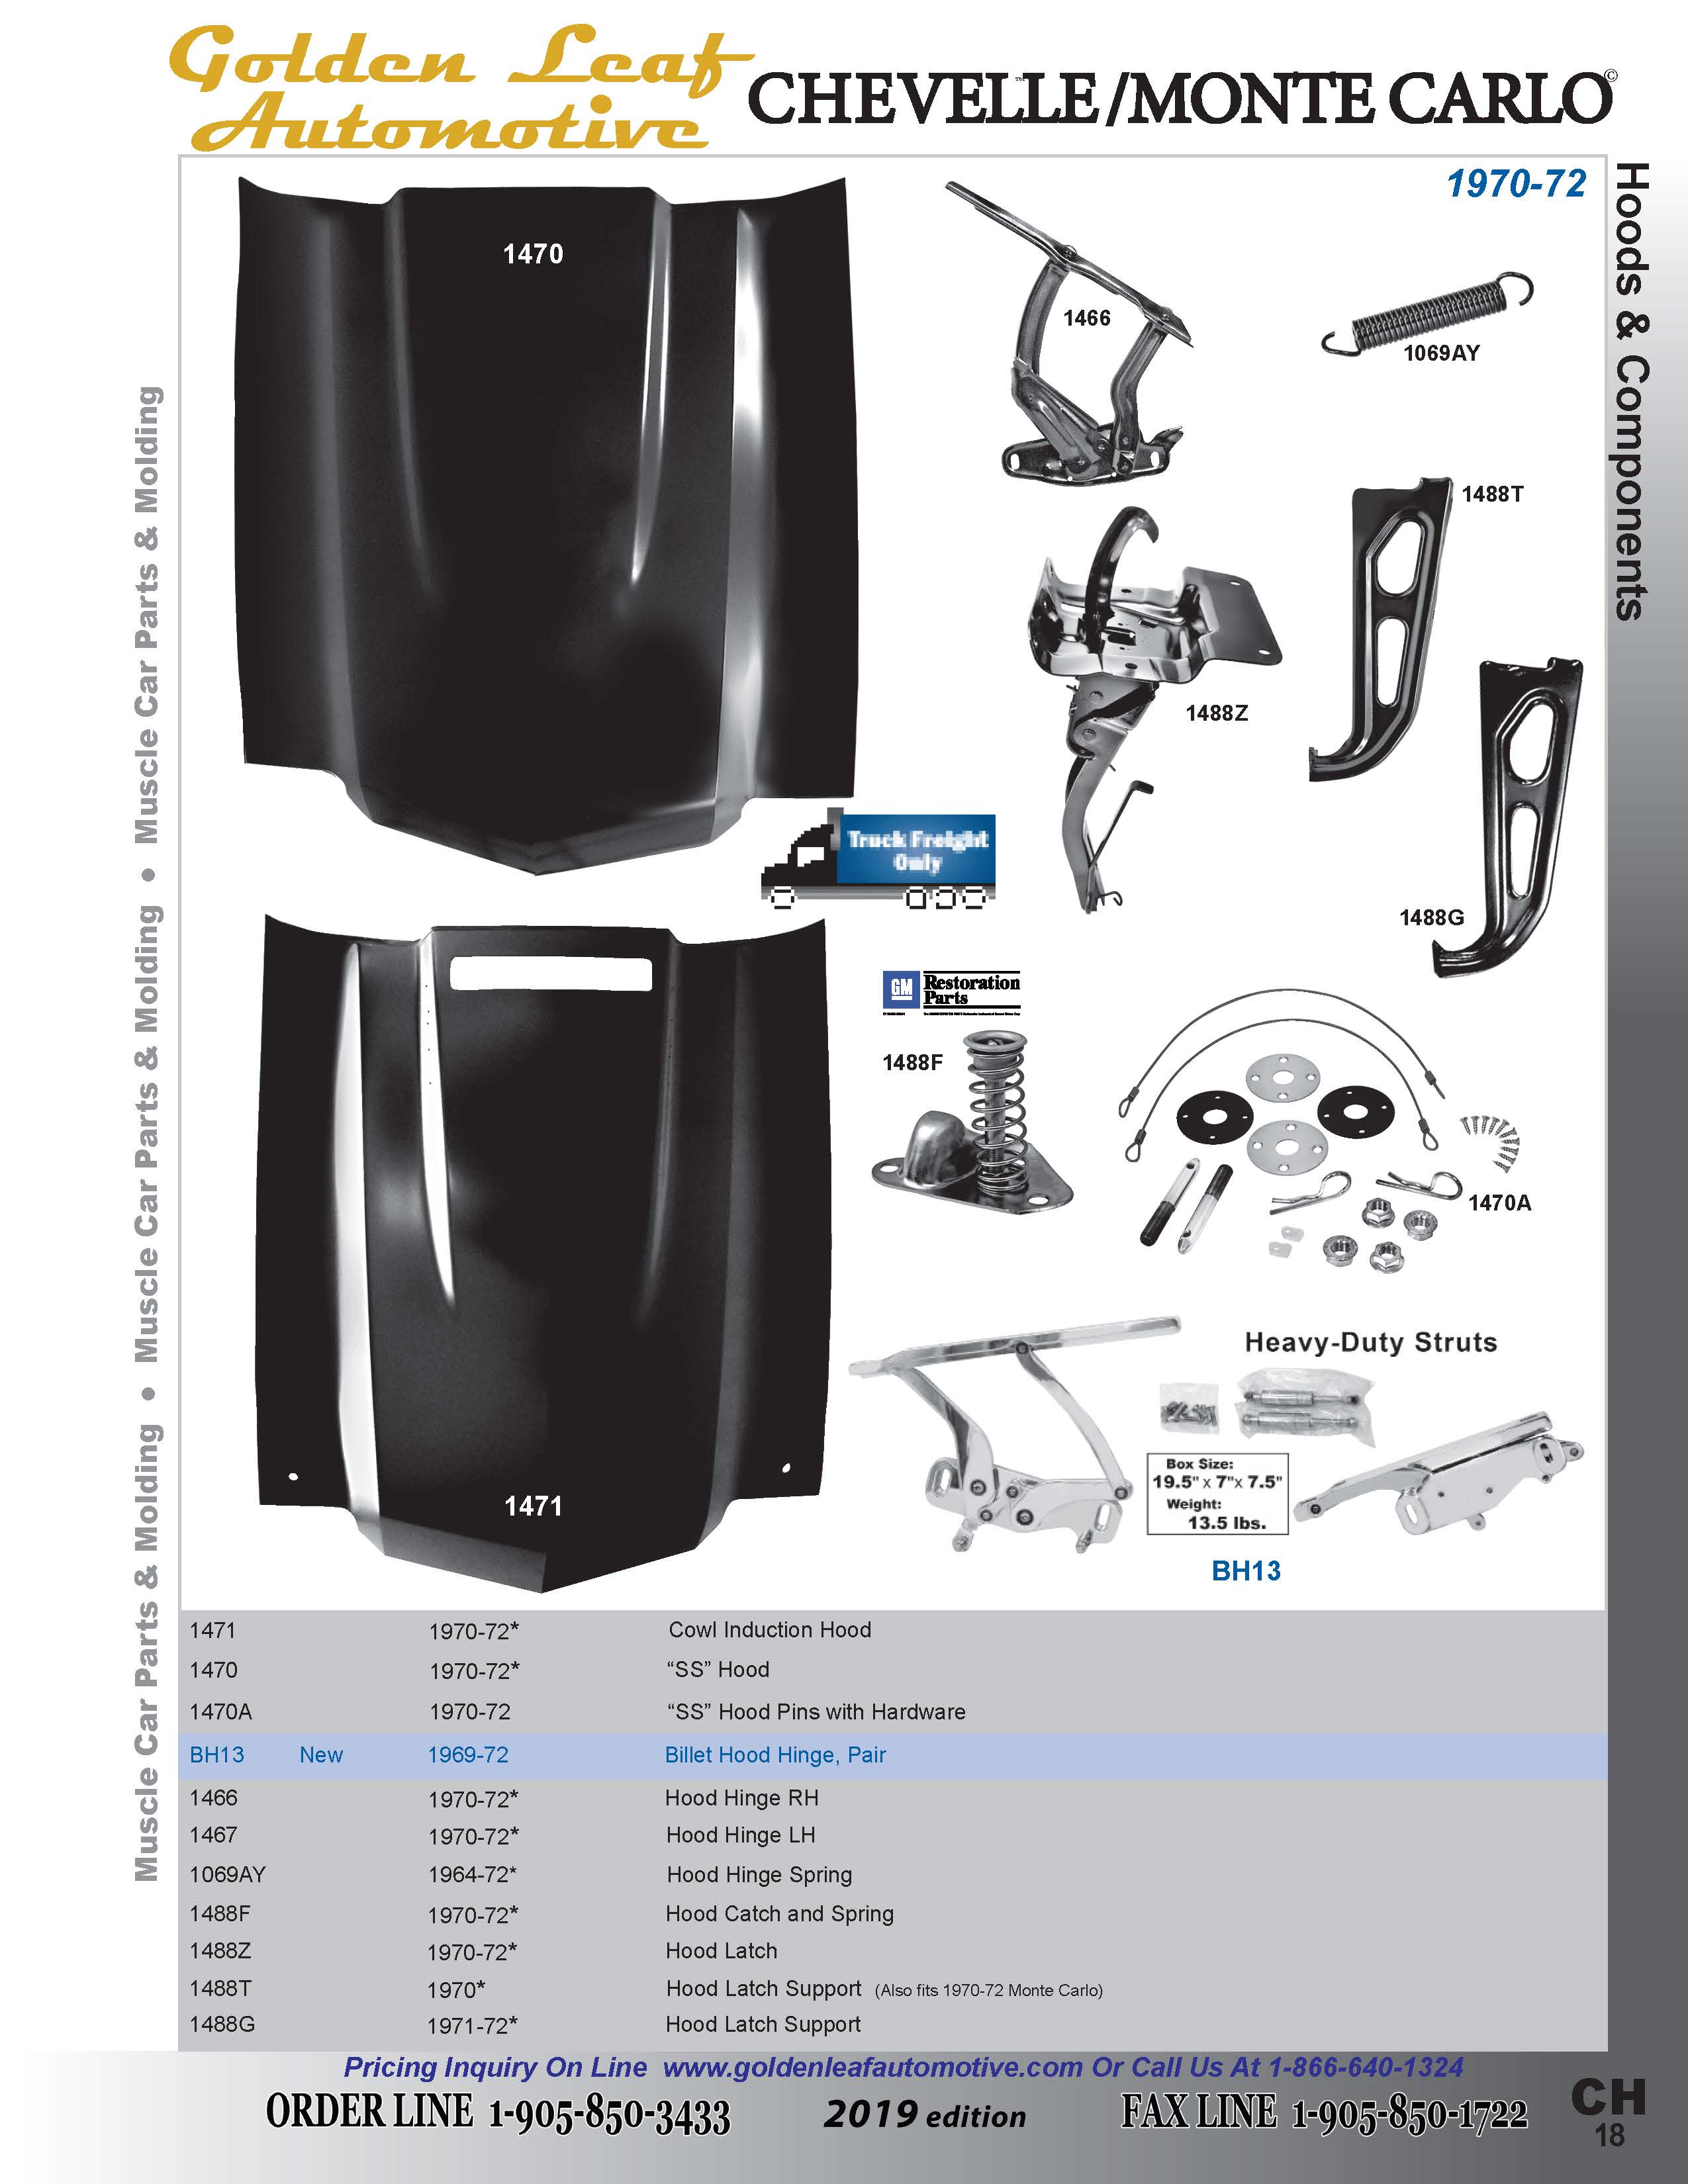 Golden Leaf
Automotive
CHEVELLE/MONTE CARLO©
1970-72
Hoods & Components
Muscle Car Parts & Molding • Muscle Car Parts & Molding • Muscle Car Parts & Molding
1470
1466
1069AY
1488T
1488Z
1488G
Truck Freight
Only
GM Restoration
Parts
1488F
1470A
1471
Heavy-Duty Struts
Box Size:
19.5" x 7"x 7.5"
Weight:
13.5 lbs.
BH13
1471 1970-72* Cowl Induction Hood
1470 1970-72* “SS” Hood
1470A 1970-72 “SS” Hood Pins with Hardware
BH13 New 1969-72 Billet Hood Hinge, Pair
1466 1970-72* Hood Hinge RH
1467 1970-72* Hood Hinge LH
1069AY 1964-72* Hood Hinge Spring
1488F 1970-72* Hood Catch and Spring
1488Z 1970-72* Hood Latch
1488T 1970* Hood Latch Support (Also fits 1970-72 Monte Carlo)
1488G 1971-72* Hood Latch Support
Pricing Inquiry On Line www.goldenleafautomotive.com Or Call Us At 1-866-640-1324
ORDER LINE 1-905-850-3433 2019 edition FAX LINE 1-905-850-1722
CH
18